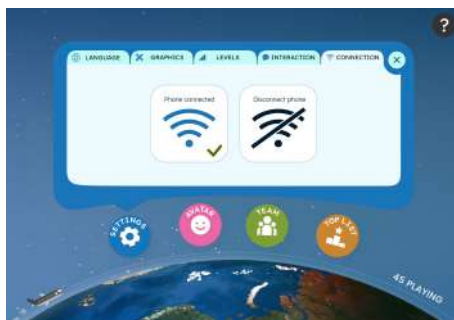 ?
LANGUAGE GRAPHICS LEVELS INTERACTION CONNECTION ×
Phone connected Disconnect phone
SETTINGS AVATAR TEAM TOP LIST
45 PLAYING